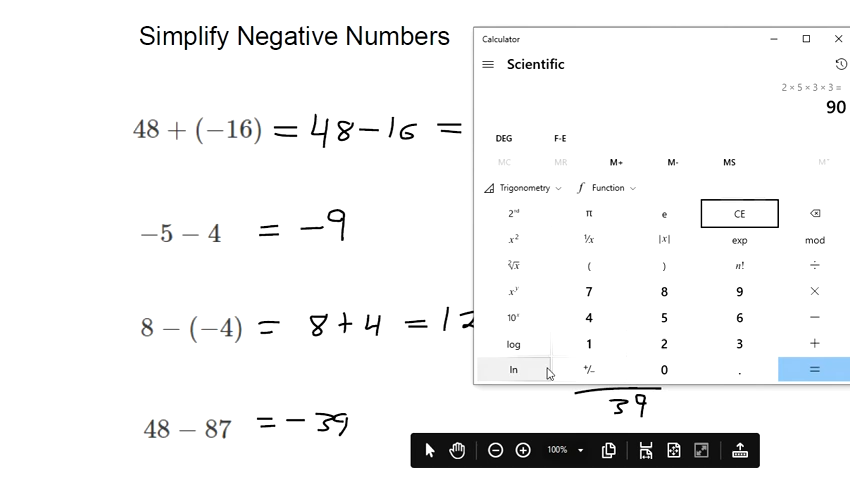 Simplify Negative Numbers
48 + (−16) = 48 − 16 =
−5 − 4 = −9
8 − (−4) = 8 + 4 = 12
48 − 87 = −39
39
Calculator
Scientific
2 × 5 × 3 × 3 =
90
DEG F-E
MC MR M+ M- MS M˅
Trigonometry f Function
2ⁿᵈ π e CE
x² ¹/x |x| exp mod
²√x ( ) n! ÷
xʸ 7 8 9 ×
10ˣ 4 5 6 −
log 1 2 3 +
ln +/− 0 . =
100%